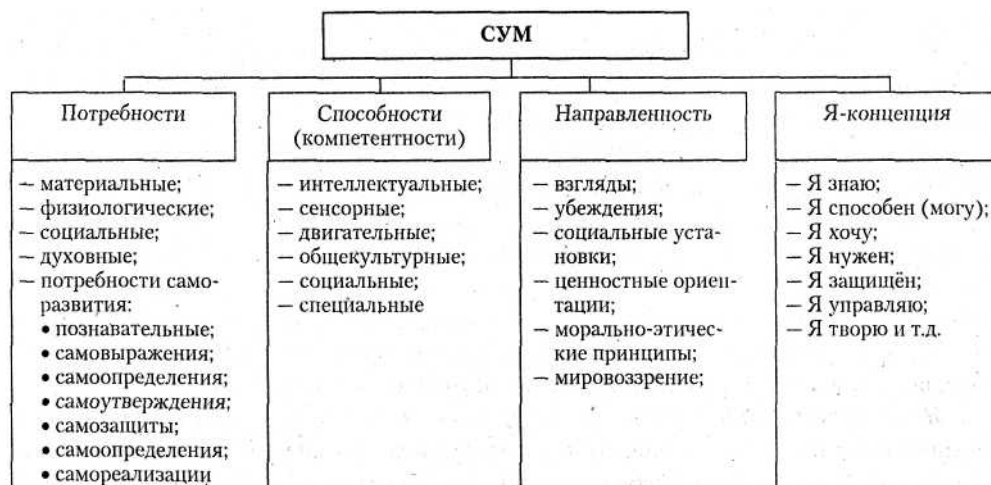 СУМ
Потребности
— материальные;
— физиологические;
— социальные;
— духовные;
— потребности само-
развития:
• познавательные;
• самовыражения;
• самоопределения;
• самоутверждения;
• самозащиты;
• самоопределения;
• самореализации
Способности
(компетентности)
— интеллектуальные;
— сенсорные;
— двигательные;
— общекультурные;
— социальные;
— специальные
Направленность
— взгляды;
— убеждения;
— социальные уста-
новки;
— ценностные ориен-
тации;
— морально-этичес-
кие принципы;
— мировоззрение;
Я-концепция
— Я знаю;
— Я способен (могу);
— Я хочу;
— Я нужен;
— Я защищён;
— Я управляю;
— Я творю и т.д.